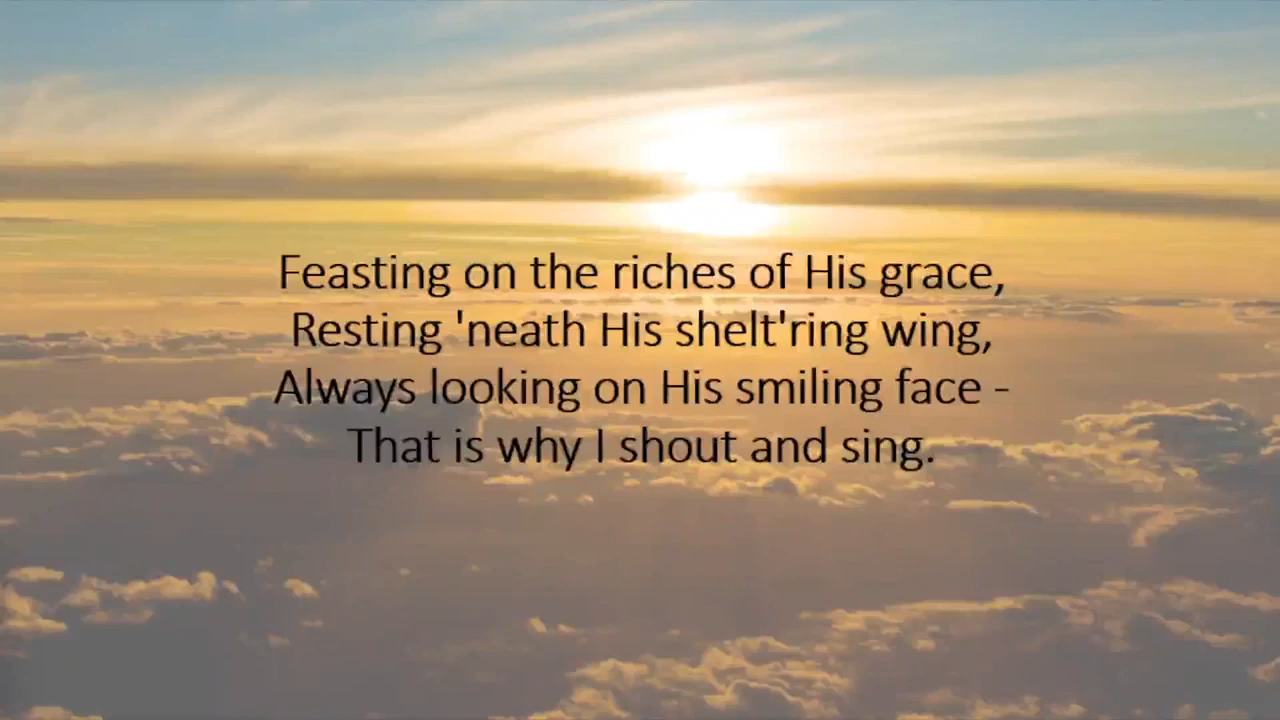 Feasting on the riches of His grace,
Resting 'neath His shelt'ring wing,
Always looking on His smiling face -
That is why I shout and sing.